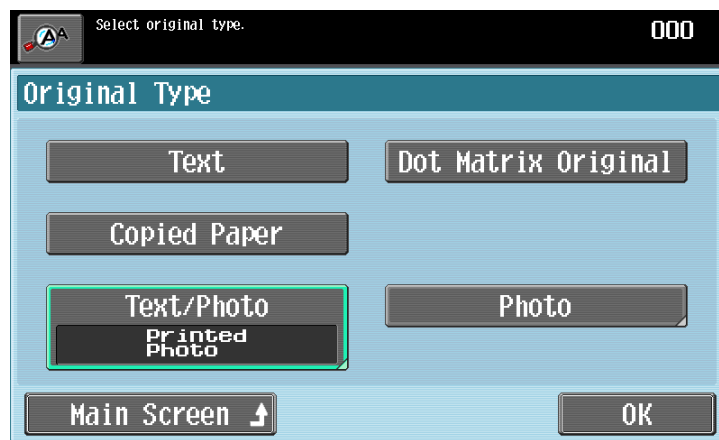 Select original type.
000
Original Type
Text
Dot Matrix Original
Copied Paper
Text/Photo
Printed
Photo
Photo
Main Screen
OK